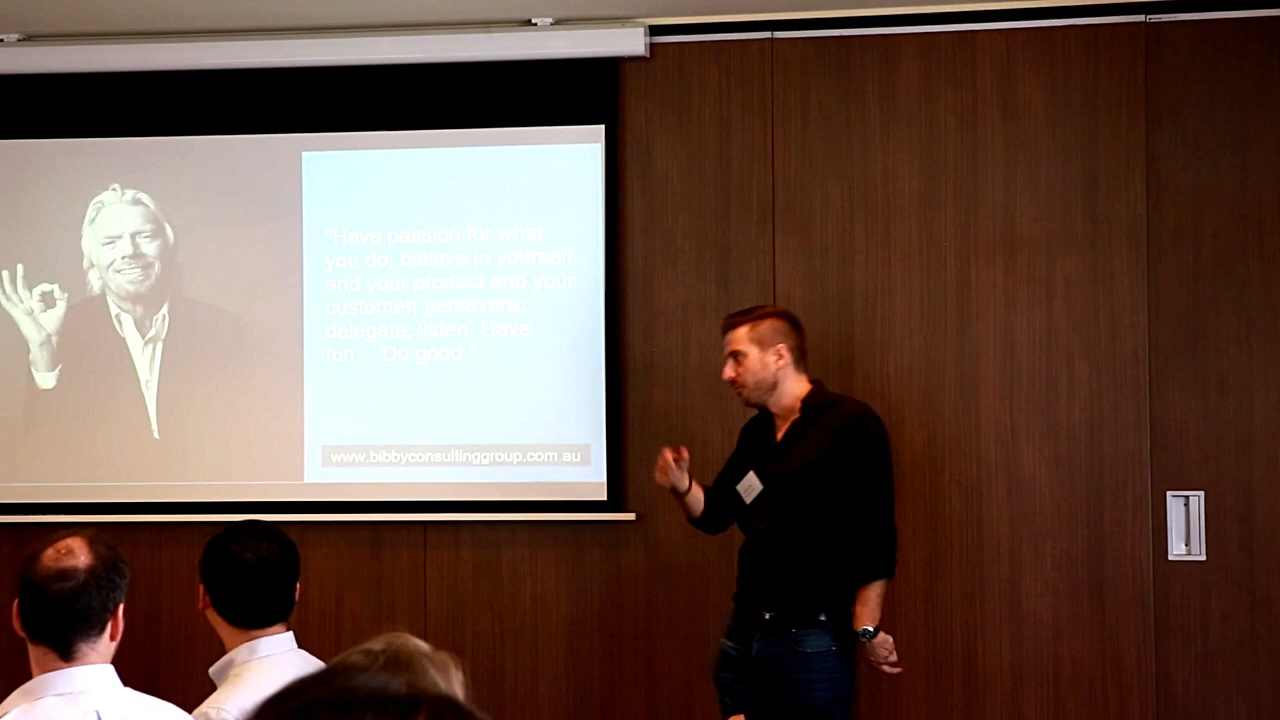 "Have passion for what
you do; believe in yourself
and your product and your
customer; persevere;
delegate; listen. Have
fun... Do good."
www.bibbyconsultinggroup.com.au